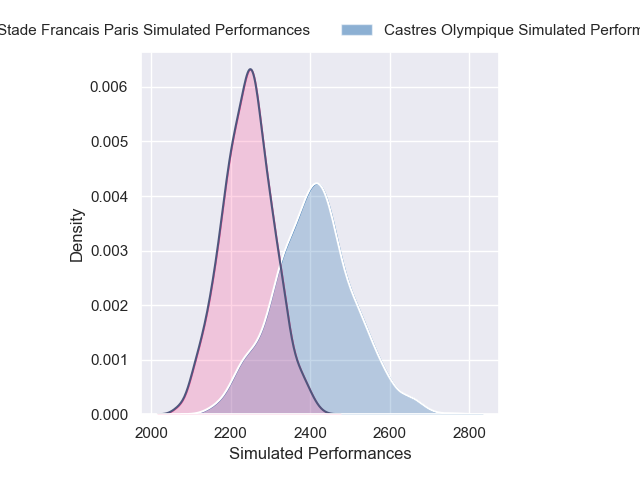 Stade Francais Paris Simulated Performances
Castres Olympique Simulated
0.006
0.005
0.004
0.003
0.002
0.001
0.000
Density
2000 2200 2400 2600 2800
Simulated Performances